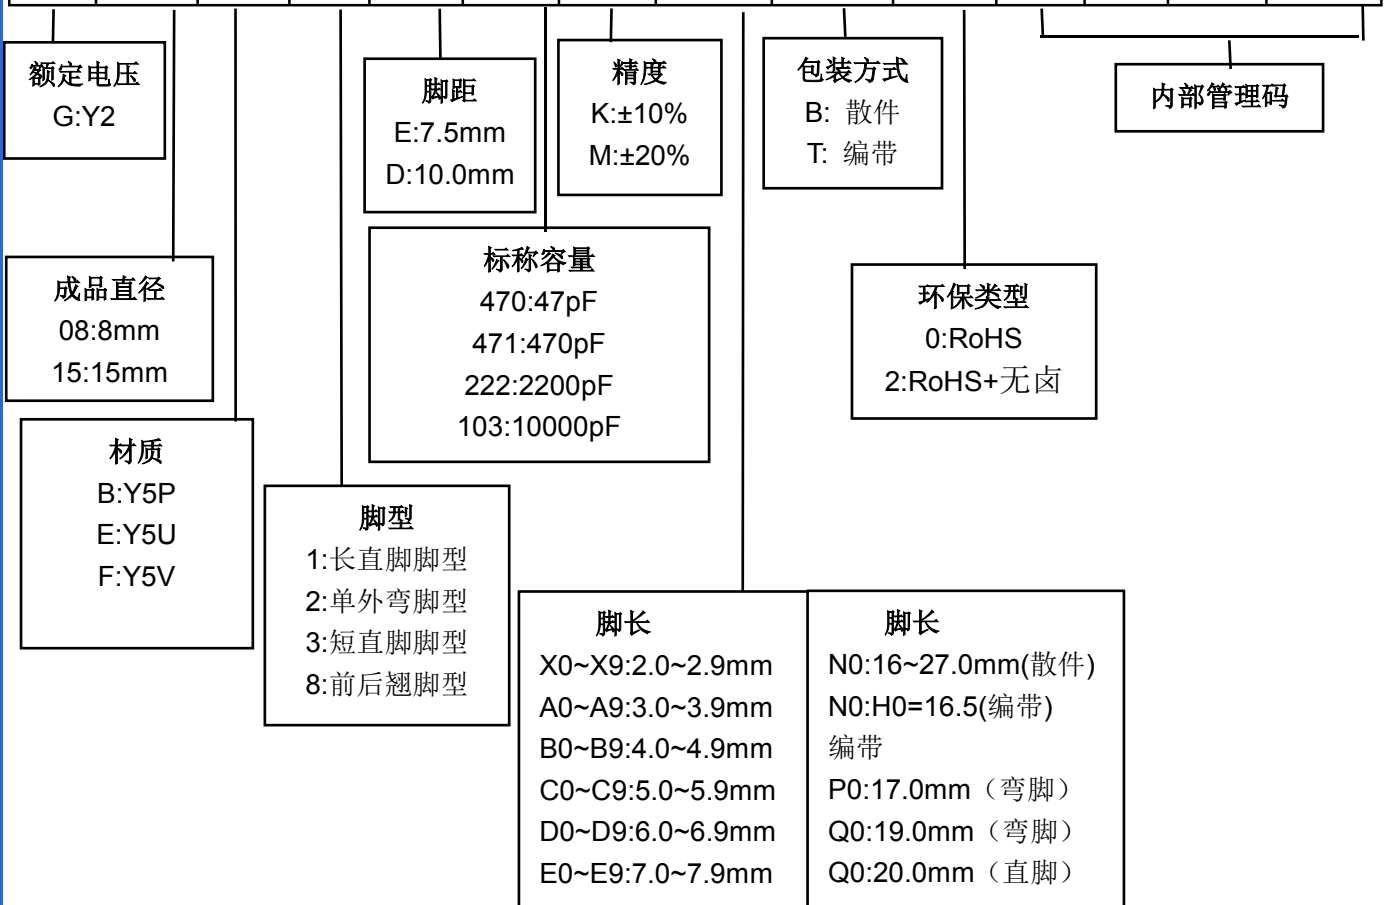 额定电压
G:Y2
脚距
E:7.5mm
D:10.0mm
精度
K:±10%
M:±20%
包装方式
B: 散件
T: 编带
内部管理码
成品直径
08:8mm
15:15mm
标称容量
470:47pF
471:470pF
222:2200pF
103:10000pF
环保类型
0:RoHS
2:RoHS+无卤
材质
B:Y5P
E:Y5U
F:Y5V
脚型
1:长直脚脚型
2:单外弯脚型
3:短直脚脚型
8:前后翘脚型
脚长
X0~X9:2.0~2.9mm
A0~A9:3.0~3.9mm
B0~B9:4.0~4.9mm
C0~C9:5.0~5.9mm
D0~D9:6.0~6.9mm
E0~E9:7.0~7.9mm
脚长
N0:16~27.0mm(散件)
N0:H0=16.5(编带)
编带
P0:17.0mm（弯脚）
Q0:19.0mm（弯脚）
Q0:20.0mm（直脚）